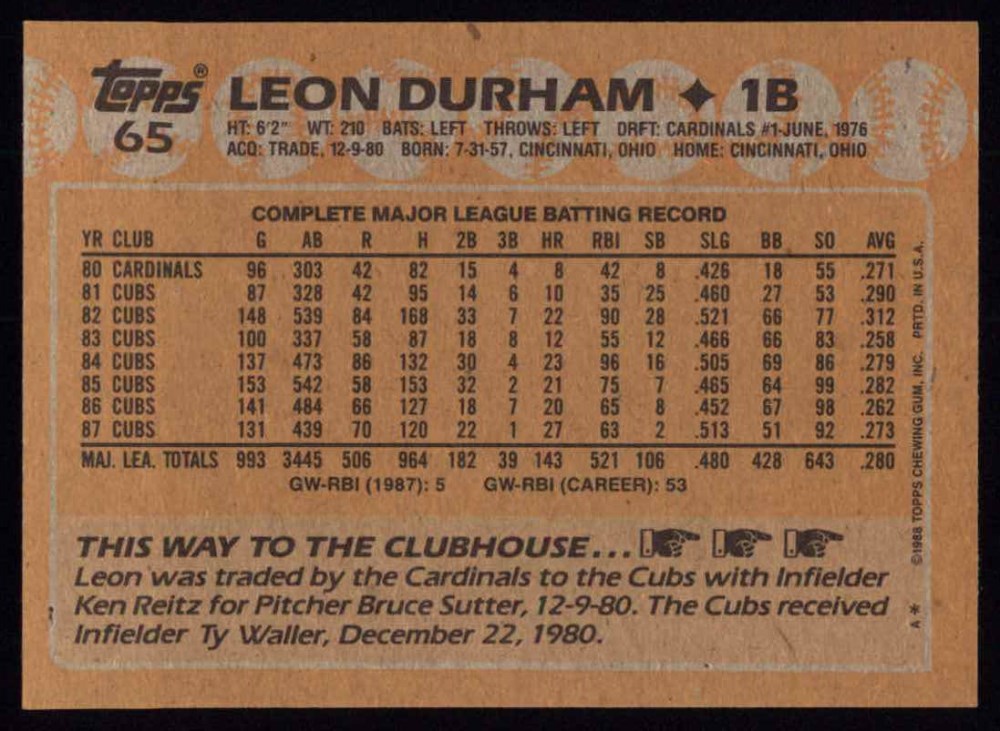 Topps® LEON DURHAM ♦ 1B
65 HT: 6'2" WT: 210 BATS: LEFT THROWS: LEFT DRFT: CARDINALS #1-JUNE, 1976
ACQ: TRADE, 12-9-80 BORN: 7-31-57, CINCINNATI, OHIO HOME: CINCINNATI, OHIO
COMPLETE MAJOR LEAGUE BATTING RECORD
YR CLUB G AB R H 2B 3B HR RBI SB SLG BB SO AVG
80 CARDINALS 96 303 42 82 15 4 8 42 8 .426 18 55 .271
81 CUBS 87 328 42 95 14 6 10 35 25 .460 27 53 .290
82 CUBS 148 539 84 168 33 7 22 90 28 .521 66 77 .312
83 CUBS 100 337 58 87 18 8 12 55 12 .466 66 83 .258
84 CUBS 137 473 86 132 30 4 23 96 16 .505 69 86 .279
85 CUBS 153 542 58 153 32 2 21 75 7 .465 64 99 .282
86 CUBS 141 484 66 127 18 7 20 65 8 .452 67 98 .262
87 CUBS 131 439 70 120 22 1 27 63 2 .513 51 92 .273
MAJ. LEA. TOTALS 993 3445 506 964 182 39 143 521 106 .480 428 643 .280
GW-RBI (1987): 5 GW-RBI (CAREER): 53
THIS WAY TO THE CLUBHOUSE...
Leon was traded by the Cardinals to the Cubs with Infielder
Ken Reitz for Pitcher Bruce Sutter, 12-9-80. The Cubs received
Infielder Ty Waller, December 22, 1980.
A* ©1988 TOPPS CHEWING GUM, INC. PRTD. IN U.S.A.